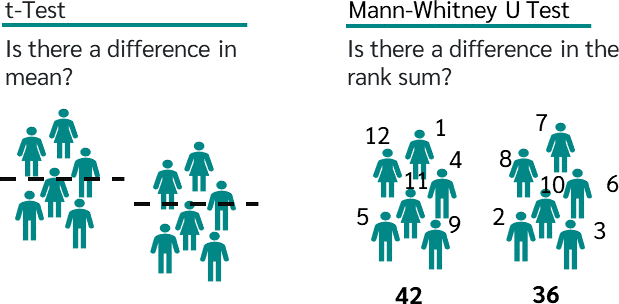 t-Test
Is there a difference in
mean?
Mann-Whitney U Test
Is there a difference in the
rank sum?
1
12
4
11
5
9
42
7
8
6
10
2
3
36